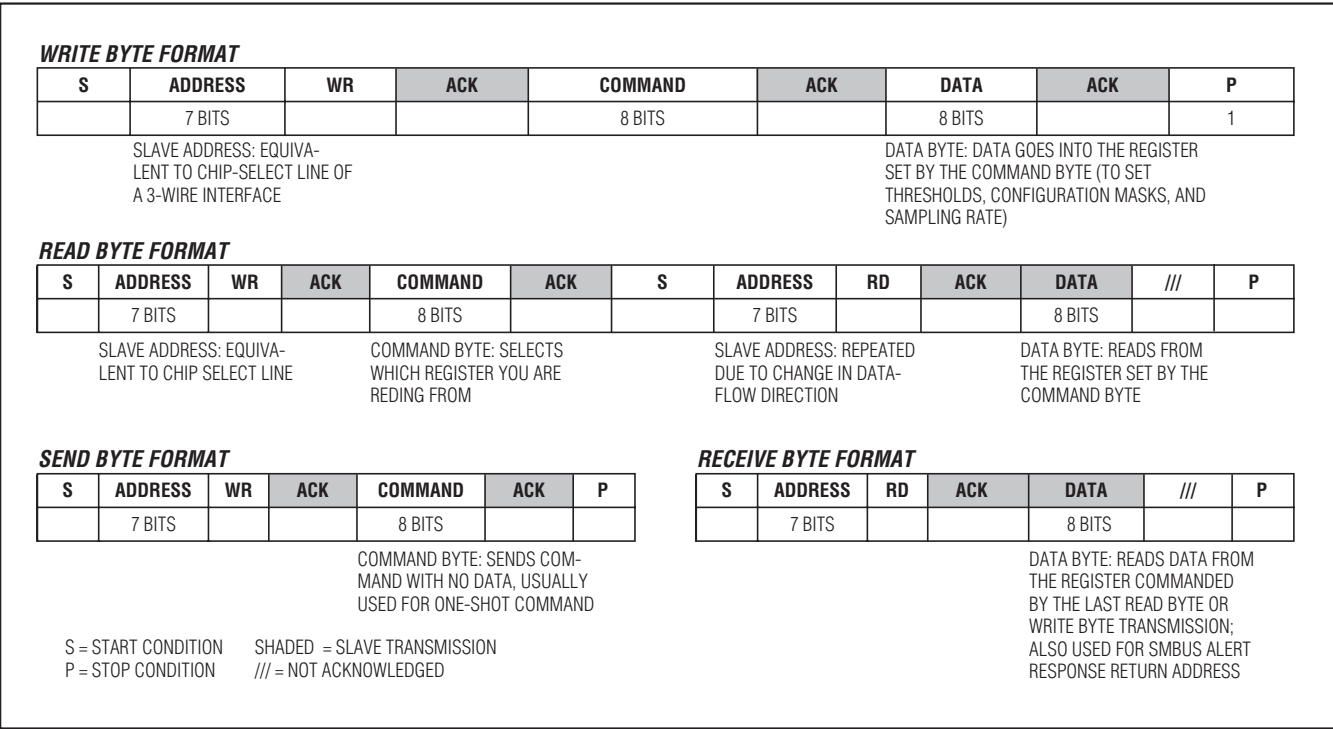 WRITE BYTE FORMAT
S ADDRESS WR ACK COMMAND ACK DATA ACK P
7 BITS 8 BITS 8 BITS 1
SLAVE ADDRESS: EQUIVA-
LENT TO CHIP-SELECT LINE OF
A 3-WIRE INTERFACE
DATA BYTE: DATA GOES INTO THE REGISTER
SET BY THE COMMAND BYTE (TO SET
THRESHOLDS, CONFIGURATION MASKS, AND
SAMPLING RATE)
READ BYTE FORMAT
S ADDRESS WR ACK COMMAND ACK S ADDRESS RD ACK DATA /// P
7 BITS 8 BITS 7 BITS 8 BITS
SLAVE ADDRESS: EQUIVA-
LENT TO CHIP SELECT LINE
COMMAND BYTE: SELECTS
WHICH REGISTER YOU ARE
REDING FROM
SLAVE ADDRESS: REPEATED
DUE TO CHANGE IN DATA-
FLOW DIRECTION
DATA BYTE: READS FROM
THE REGISTER SET BY THE
COMMAND BYTE
SEND BYTE FORMAT
S ADDRESS WR ACK COMMAND ACK P
7 BITS 8 BITS
COMMAND BYTE: SENDS COM-
MAND WITH NO DATA, USUALLY
USED FOR ONE-SHOT COMMAND
RECEIVE BYTE FORMAT
S ADDRESS RD ACK DATA /// P
7 BITS 8 BITS
DATA BYTE: READS DATA FROM
THE REGISTER COMMANDED
BY THE LAST READ BYTE OR
WRITE BYTE TRANSMISSION;
ALSO USED FOR SMBUS ALERT
RESPONSE RETURN ADDRESS
S = START CONDITION SHADED = SLAVE TRANSMISSION
P = STOP CONDITION /// = NOT ACKNOWLEDGED